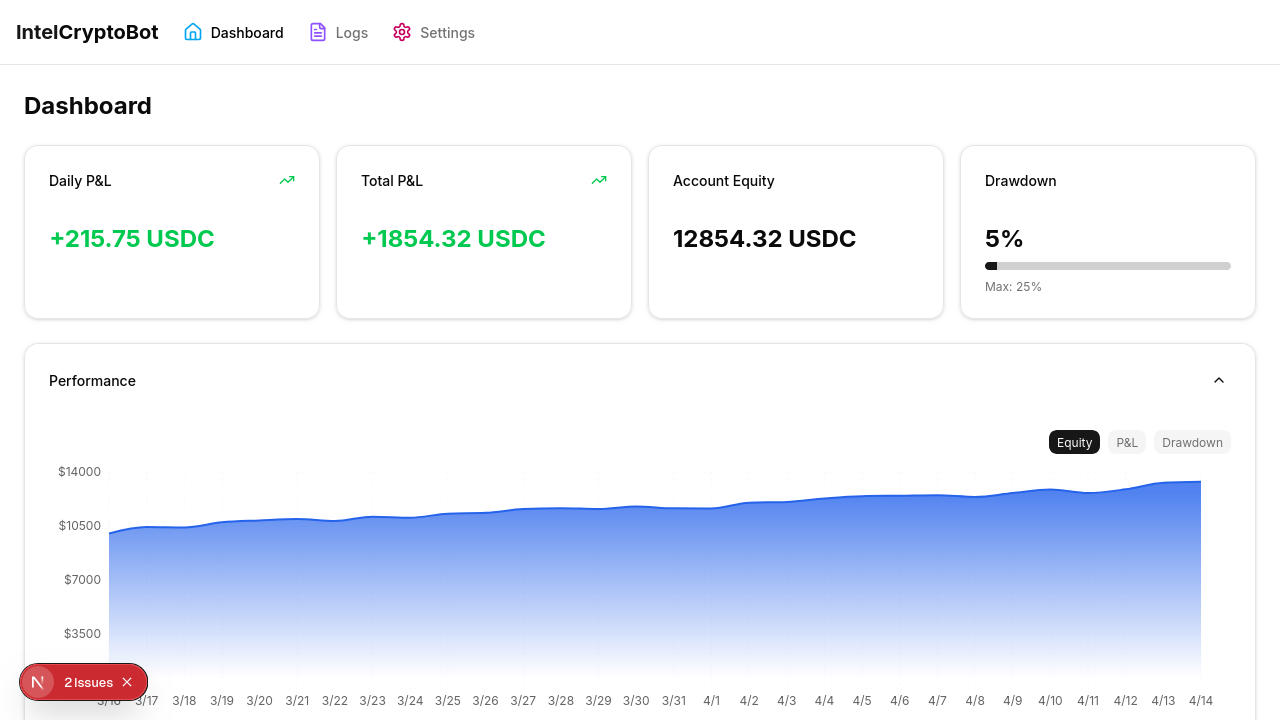 IntelCryptoBot Dashboard Logs Settings
Dashboard
Daily P&L Total P&L Account Equity Drawdown
+215.75 USDC +1854.32 USDC 12854.32 USDC 5%
Max: 25%
Performance
Equity P&L Drawdown
$14000
$10500
$7000
$3500
N 2 Issues
3/16 3/17 3/18 3/19 3/20 3/21 3/22 3/23 3/24 3/25 3/26 3/27 3/28 3/29 3/30 3/31 4/1 4/2 4/3 4/4 4/5 4/6 4/7 4/8 4/9 4/10 4/11 4/12 4/13 4/14